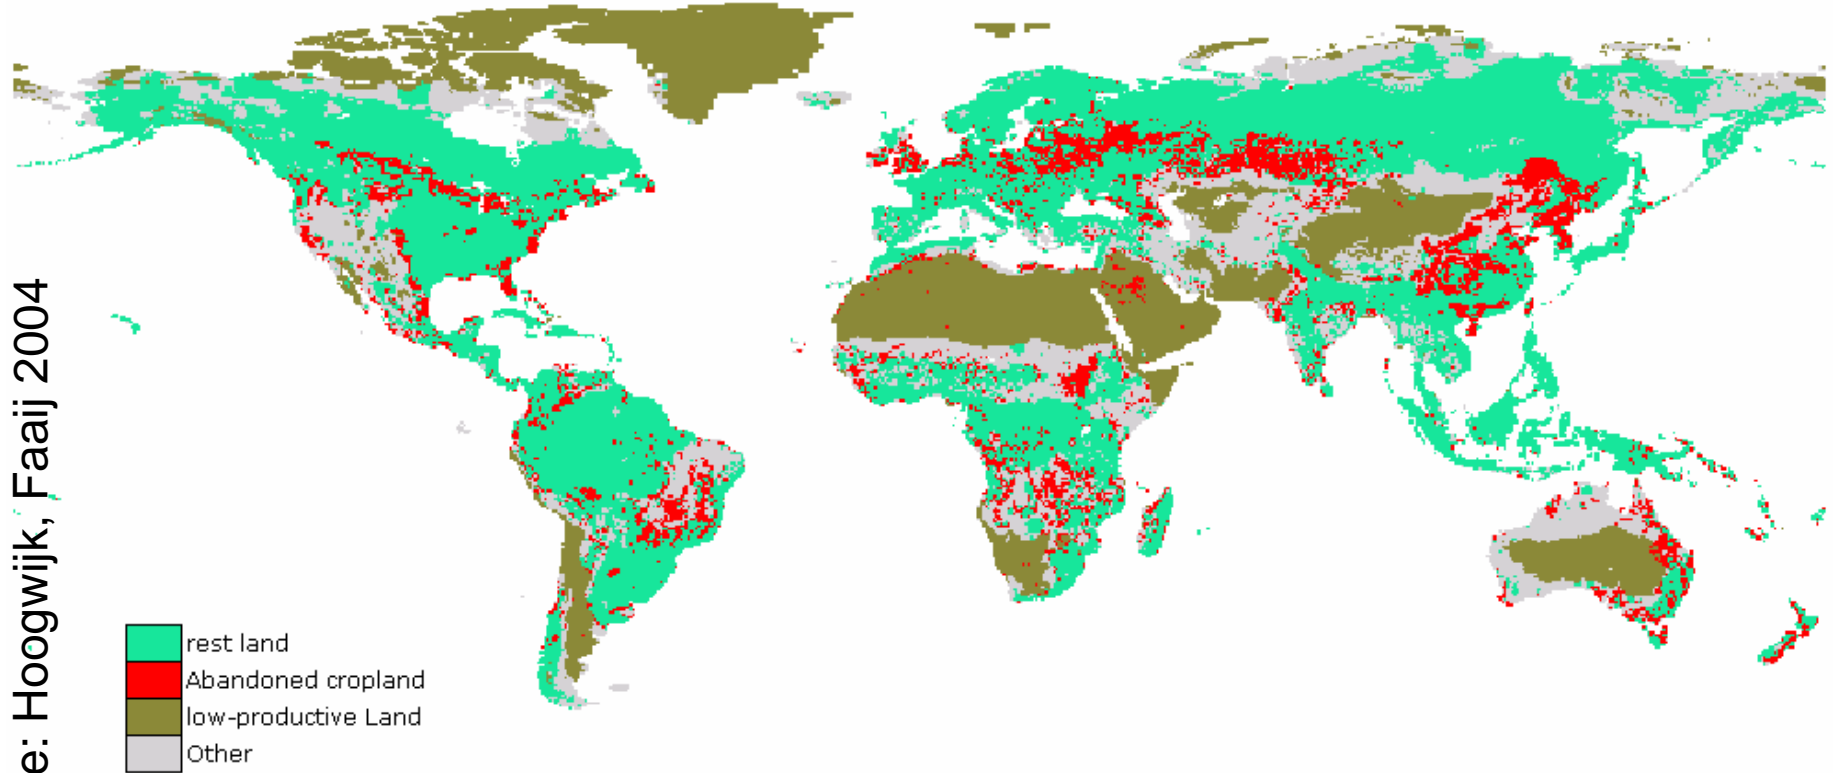 e: Hoogwijk, Faaij 2004
rest land
Abandoned cropland
low-productive Land
Other